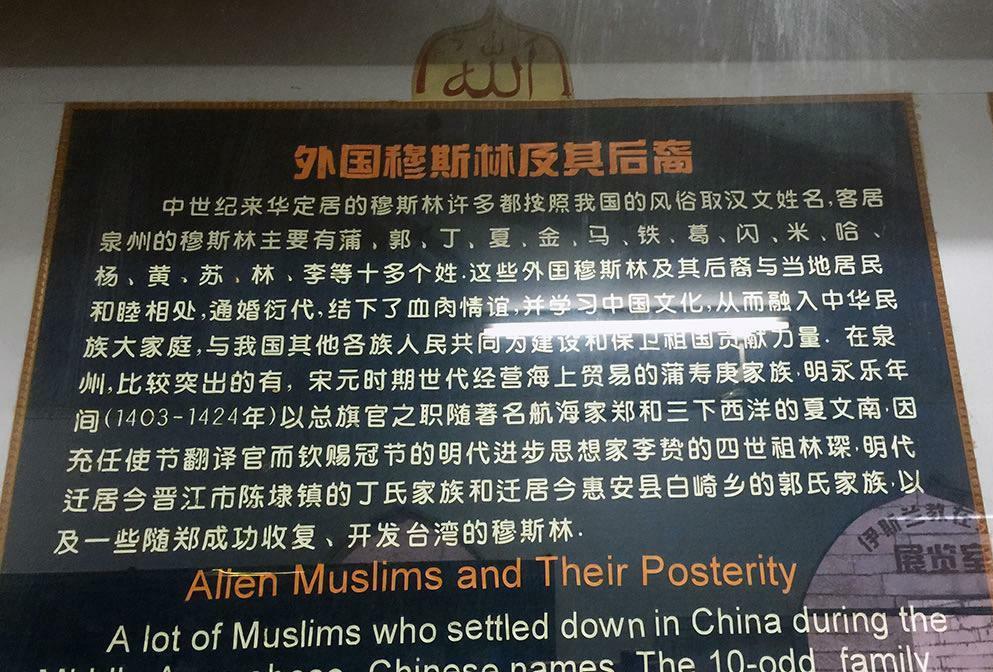 الله
外国穆斯林及其后裔
中世纪来华定居的穆斯林许多都按照我国的风俗取汉文姓名,客居
泉州的穆斯林主要有蒲、郭、丁、夏、金、马、铁、葛、闪、米、哈、
杨、黄、苏、林、李等十多个姓.这些外国穆斯林及其后裔与当地居民
和睦相处,通婚衍代,结下了血肉情谊,并学习中国文化,从而融入中华民
族大家庭,与我国其他各族人民共同为建设和保卫祖国贡献力量. 在泉
州,比较突出的有, 宋元时期世代经营海上贸易的蒲寿庚家族.明永乐年
间(1403-1424年)以总旗官之职随著名航海家郑和三下西洋的夏文南.因
充任使节翻译官而钦赐冠节的明代进步思想家李贽的四世祖林琛.明代
迁居今晋江市陈埭镇的丁氏家族和迁居今惠安县白崎乡的郭氏家族.以
及一些随郑成功收复、开发台湾的穆斯林.
Alien Muslims and Their Posterity
A lot of Muslims who settled down in China during the
Chinese names. The 10-odd family
伊斯兰教在
展览室